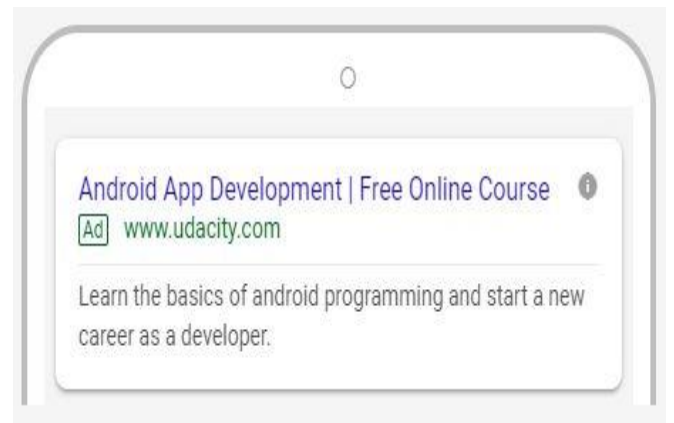 Android App Development | Free Online Course
Ad www.udacity.com
Learn the basics of android programming and start a new
career as a developer.